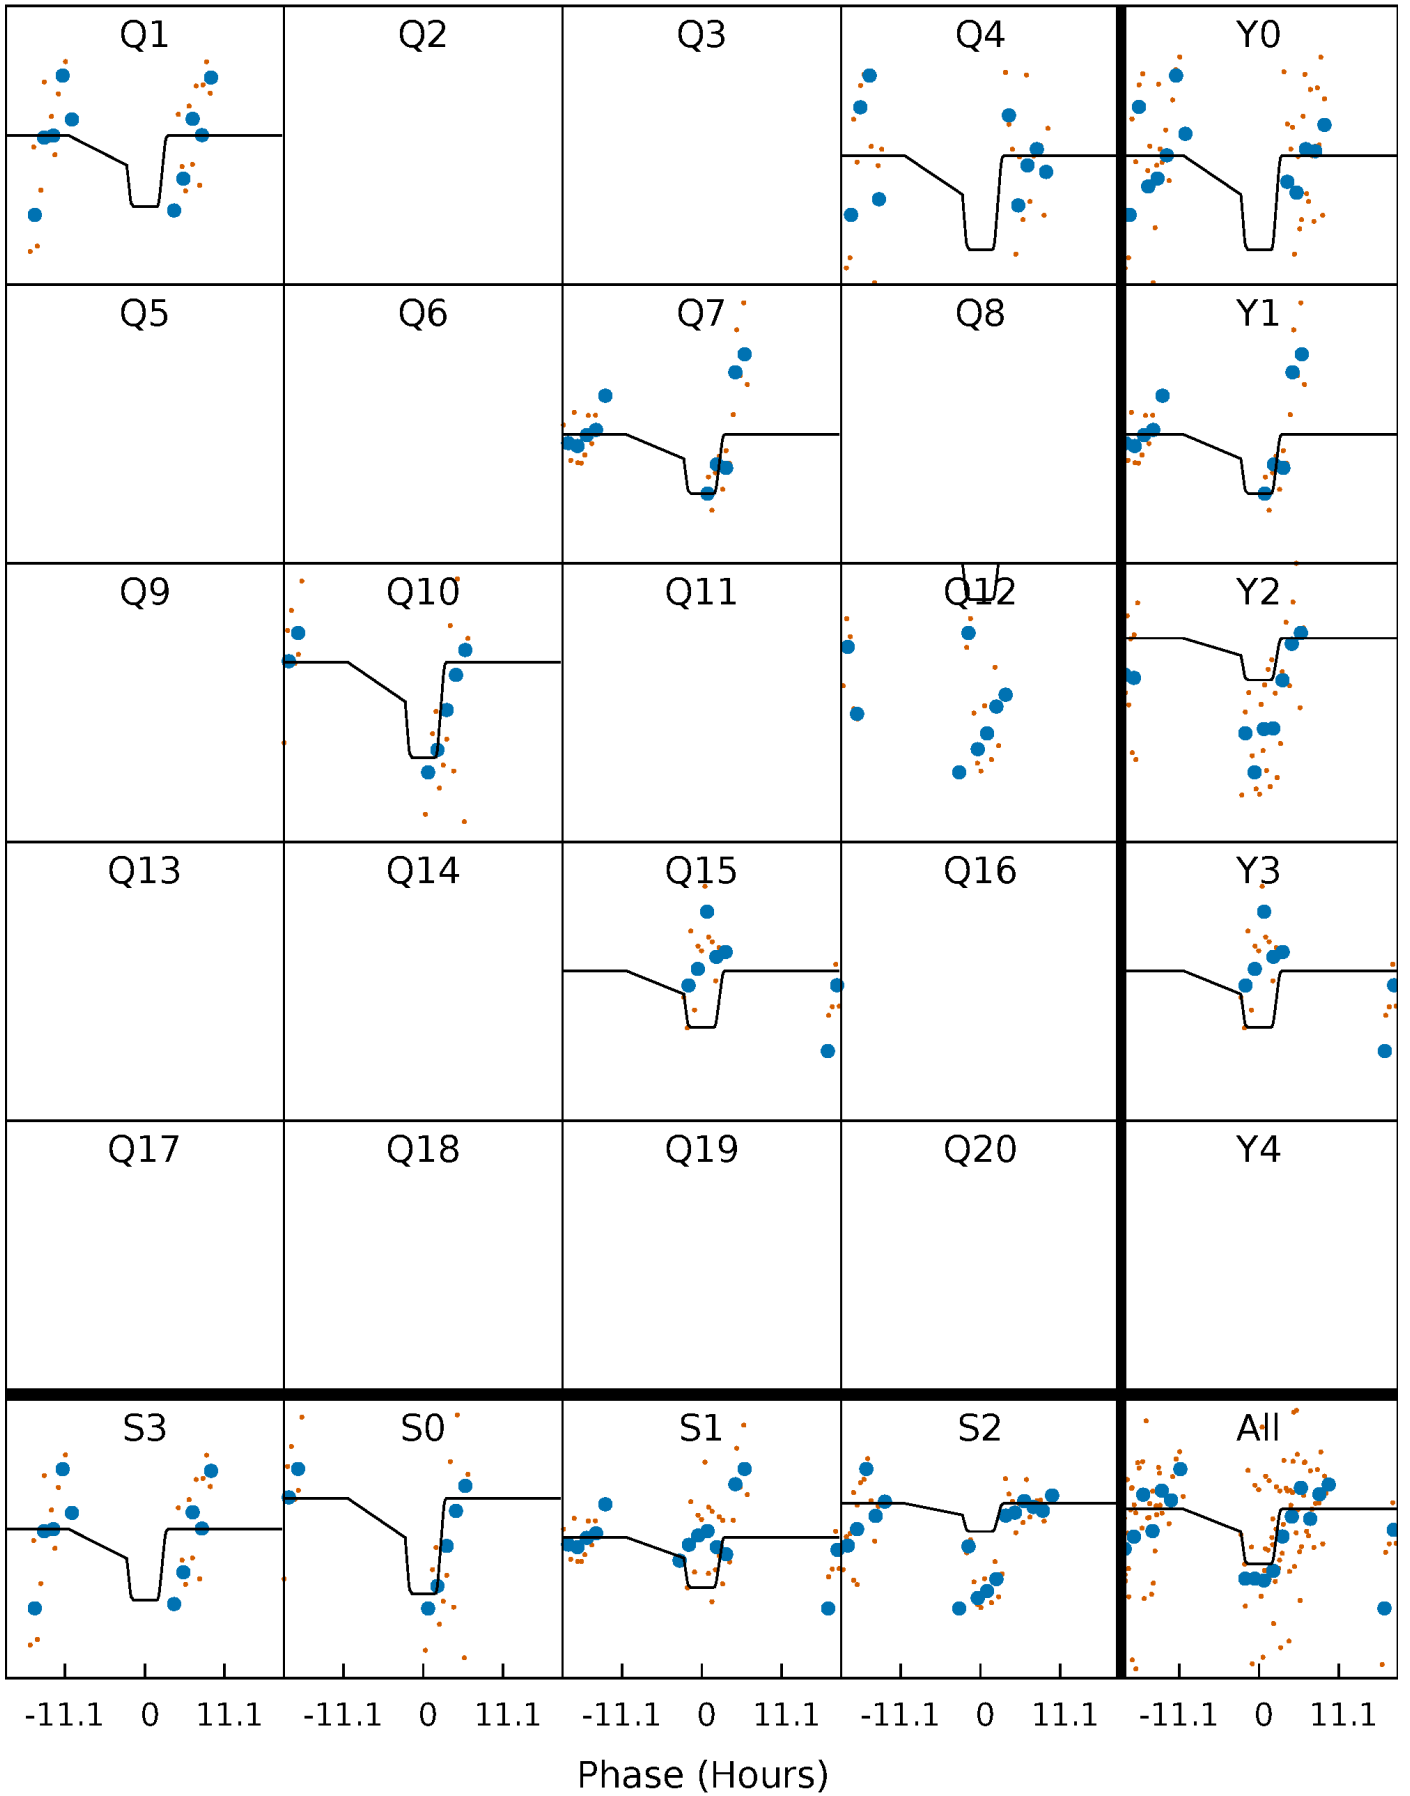 Q1 Q2 Q3 Q4 Y0
Q5 Q6 Q7 Q8 Y1
Q9 Q10 Q11 Q12 Y2
Q13 Q14 Q15 Q16 Y3
Q17 Q18 Q19 Q20 Y4
S3 S0 S1 S2 All
-11.1 0 11.1 -11.1 0 11.1 -11.1 0 11.1 -11.1 0 11.1 -11.1 0 11.1
Phase (Hours)